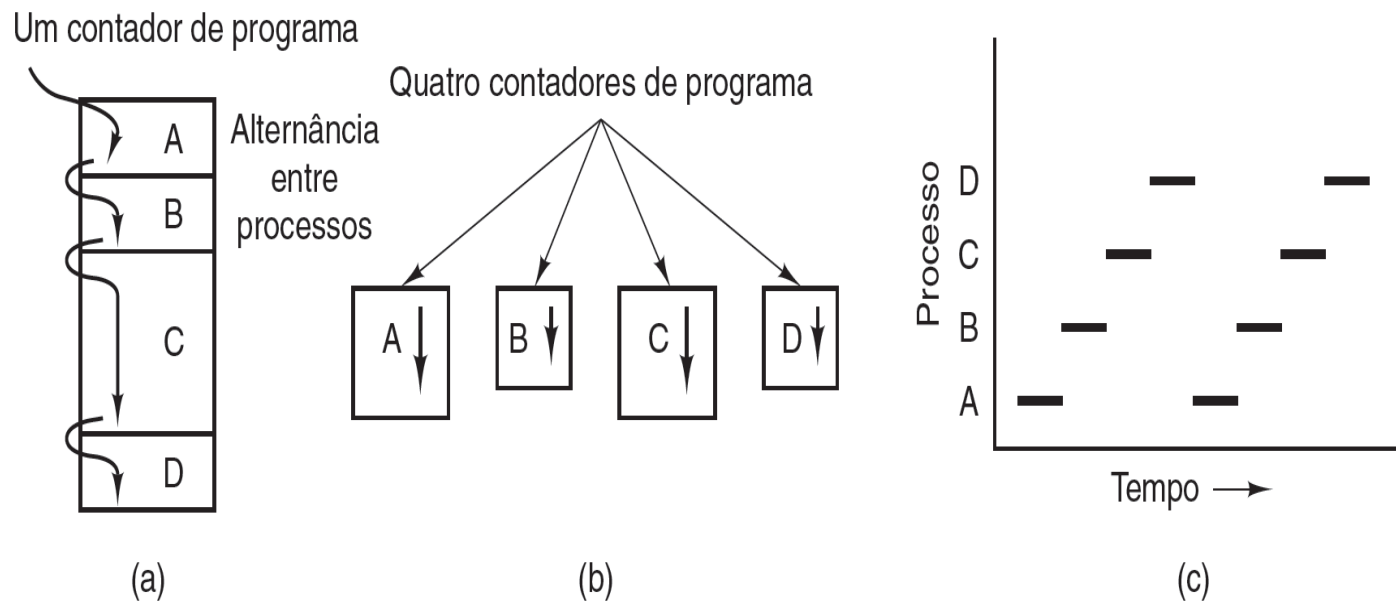 Um contador de programa
A
B
C
D
Alternância
entre
processos
(a)
Quatro contadores de programa
A
B
C
D
(b)
Processo
D
C
B
A
Tempo
(c)